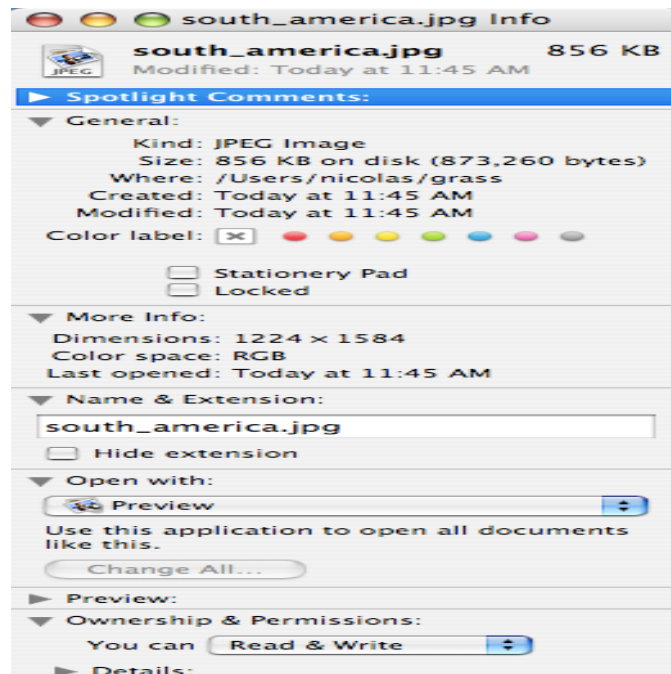 south_america.jpg Info
south_america.jpg 856 KB
JPEG Modified: Today at 11:45 AM
Spotlight Comments:
General:
Kind: JPEG Image
Size: 856 KB on disk (873,260 bytes)
Where: /Users/nicolas/grass
Created: Today at 11:45 AM
Modified: Today at 11:45 AM
Color label:
Stationery Pad
Locked
More Info:
Dimensions: 1224 × 1584
Color space: RGB
Last opened: Today at 11:45 AM
Name & Extension:
south_america.jpg
Hide extension
Open with:
Preview
Use this application to open all documents
like this.
Change All...
Preview:
Ownership & Permissions:
You can Read & Write
Details: